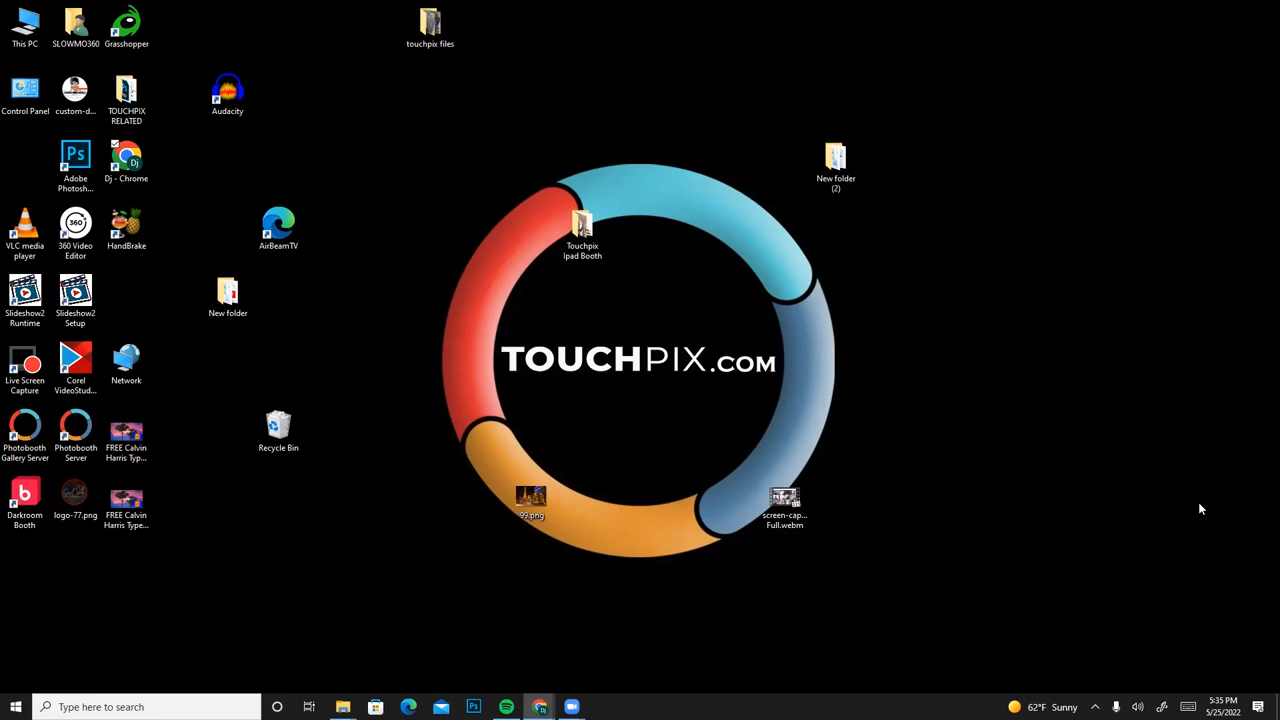 This PC
SLOWMO360
Grasshopper
touchpix files
Control Panel
custom-d...
TOUCHPIX
RELATED
Audacity
Ps
Adobe
Photosh...
Dj
Dj - Chrome
New folder
(2)
VLC media
player
360
360 Video
Editor
HandBrake
AirBeamTV
Touchpix
Ipad Booth
Slideshow2
Runtime
Slideshow2
Setup
New folder
TOUCHPIX.COM
Live Screen
Capture
Corel
VideoStud...
Network
Photobooth
Gallery Server
Photobooth
Server
FREE Calvin
Harris Typ...
Recycle Bin
b
Darkroom
Booth
logo-77.png
FREE Calvin
Harris Type...
99.png
screen-cap...
Full.webm
Type here to search
Ps
62°F Sunny
5:35 PM
5/25/2022